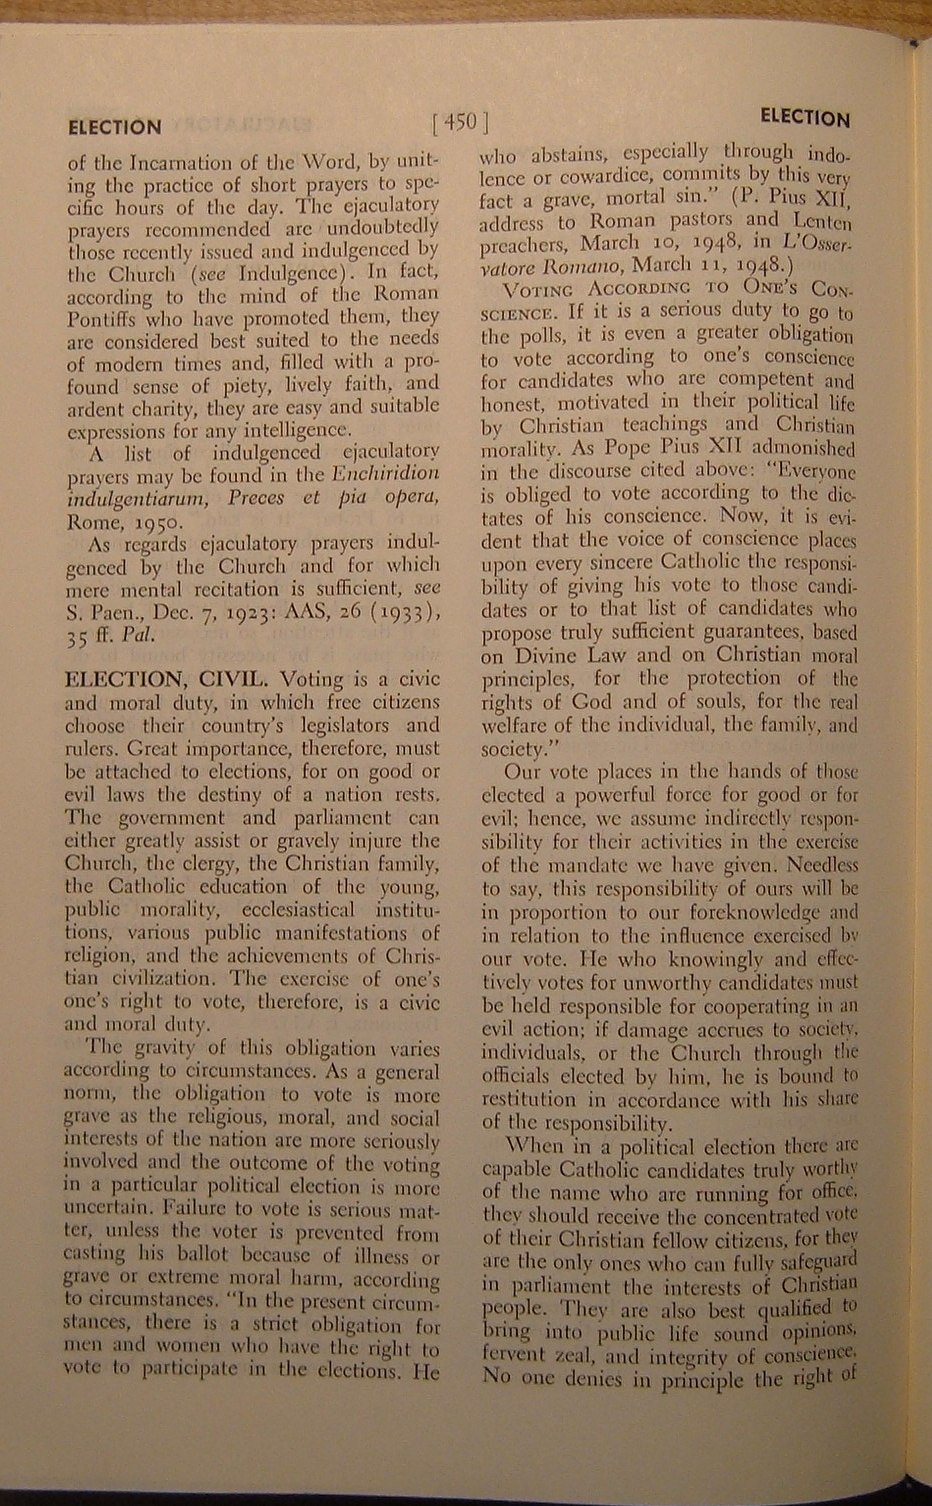 ELECTION
[ 450 ]
ELECTION
of the Incarnation of the Word, by unit-
ing the practice of short prayers to spe-
cific hours of the day. The ejaculatory
prayers recommended are undoubtedly
those recently issued and indulgenced by
the Church (see Indulgence). In fact,
according to the mind of the Roman
Pontiffs who have promoted them, they
are considered best suited to the needs
of modern times and, filled with a pro-
found sense of piety, lively faith, and
ardent charity, they are easy and suitable
expressions for any intelligence.
A list of indulgenced ejaculatory
prayers may be found in the Enchiridion
indulgentiarum, Preces et pia opera,
Rome, 1950.
As regards ejaculatory prayers indul-
genced by the Church and for which
mere mental recitation is sufficient, see
S. Paen., Dec. 7, 1923: AAS, 26 (1933),
35 ff. Pal.
ELECTION, CIVIL. Voting is a civic
and moral duty, in which free citizens
choose their country's legislators and
rulers. Great importance, therefore, must
be attached to elections, for on good or
evil laws the destiny of a nation rests.
The government and parliament can
either greatly assist or gravely injure the
Church, the clergy, the Christian family,
the Catholic education of the young,
public morality, ecclesiastical institu-
tions, various public manifestations of
religion, and the achievements of Chris-
tian civilization. The exercise of one's
one's right to vote, therefore, is a civic
and moral duty.
The gravity of this obligation varies
according to circumstances. As a general
norm, the obligation to vote is more
grave as the religious, moral, and social
interests of the nation are more seriously
involved and the outcome of the voting
in a particular political election is more
uncertain. Failure to vote is serious mat-
ter, unless the voter is prevented from
casting his ballot because of illness or
grave or extreme moral harm, according
to circumstances. "In the present circum-
stances, there is a strict obligation for
men and women who have the right to
vote to participate in the elections. He
who abstains, especially through indo-
lence or cowardice, commits by this very
fact a grave, mortal sin." (P. Pius XII,
address to Roman pastors and Lenten
preachers, March 10, 1948, in L'Osser-
vatore Romano, March 11, 1948.)
VOTING ACCORDING TO ONE'S CON-
SCIENCE. If it is a serious duty to go to
the polls, it is even a greater obligation
to vote according to one's conscience
for candidates who are competent and
honest, motivated in their political life
by Christian teachings and Christian
morality. As Pope Pius XII admonished
in the discourse cited above: "Everyone
is obliged to vote according to the dic-
tates of his conscience. Now, it is evi-
dent that the voice of conscience places
upon every sincere Catholic the responsi-
bility of giving his vote to those candi-
dates or to that list of candidates who
propose truly sufficient guarantees, based
on Divine Law and on Christian moral
principles, for the protection of the
rights of God and of souls, for the real
welfare of the individual, the family, and
society."
Our vote places in the hands of those
elected a powerful force for good or for
evil; hence, we assume indirectly respon-
sibility for their activities in the exercise
of the mandate we have given. Needless
to say, this responsibility of ours will be
in proportion to our foreknowledge and
in relation to the influence exercised by
our vote. He who knowingly and effec-
tively votes for unworthy candidates must
be held responsible for cooperating in an
evil action; if damage accrues to society,
individuals, or the Church through the
officials elected by him, he is bound to
restitution in accordance with his share
of the responsibility.
When in a political election there are
capable Catholic candidates truly worthy
of the name who are running for office,
they should receive the concentrated vote
of their Christian fellow citizens, for they
are the only ones who can fully safeguard
in parliament the interests of Christian
people. They are also best qualified to
bring into public life sound opinions,
fervent zeal, and integrity of conscience.
No one denies in principle the right of